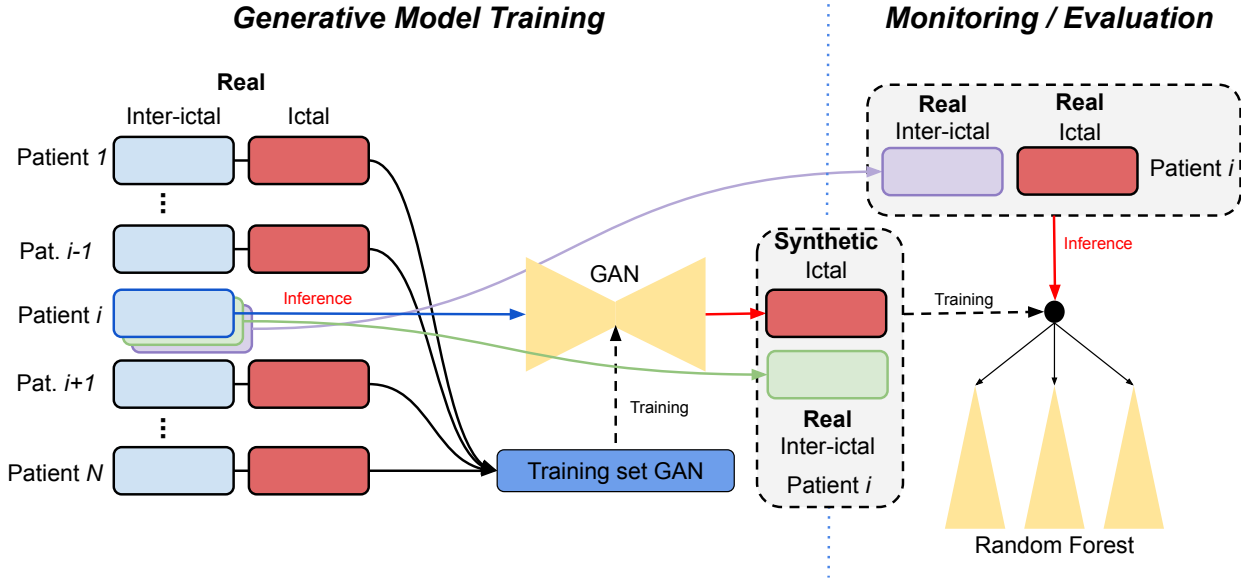 Generative Model Training
Monitoring / Evaluation
Real
Inter-ictal
Ictal
Patient 1
⋮
Pat. i-1
Patient i
Pat. i+1
⋮
Patient N
Inference
GAN
Training
Training set GAN
Synthetic
Ictal
Real
Inter-ictal
Patient i
Training
Real
Inter-ictal
Real
Ictal
Patient i
Inference
Random Forest